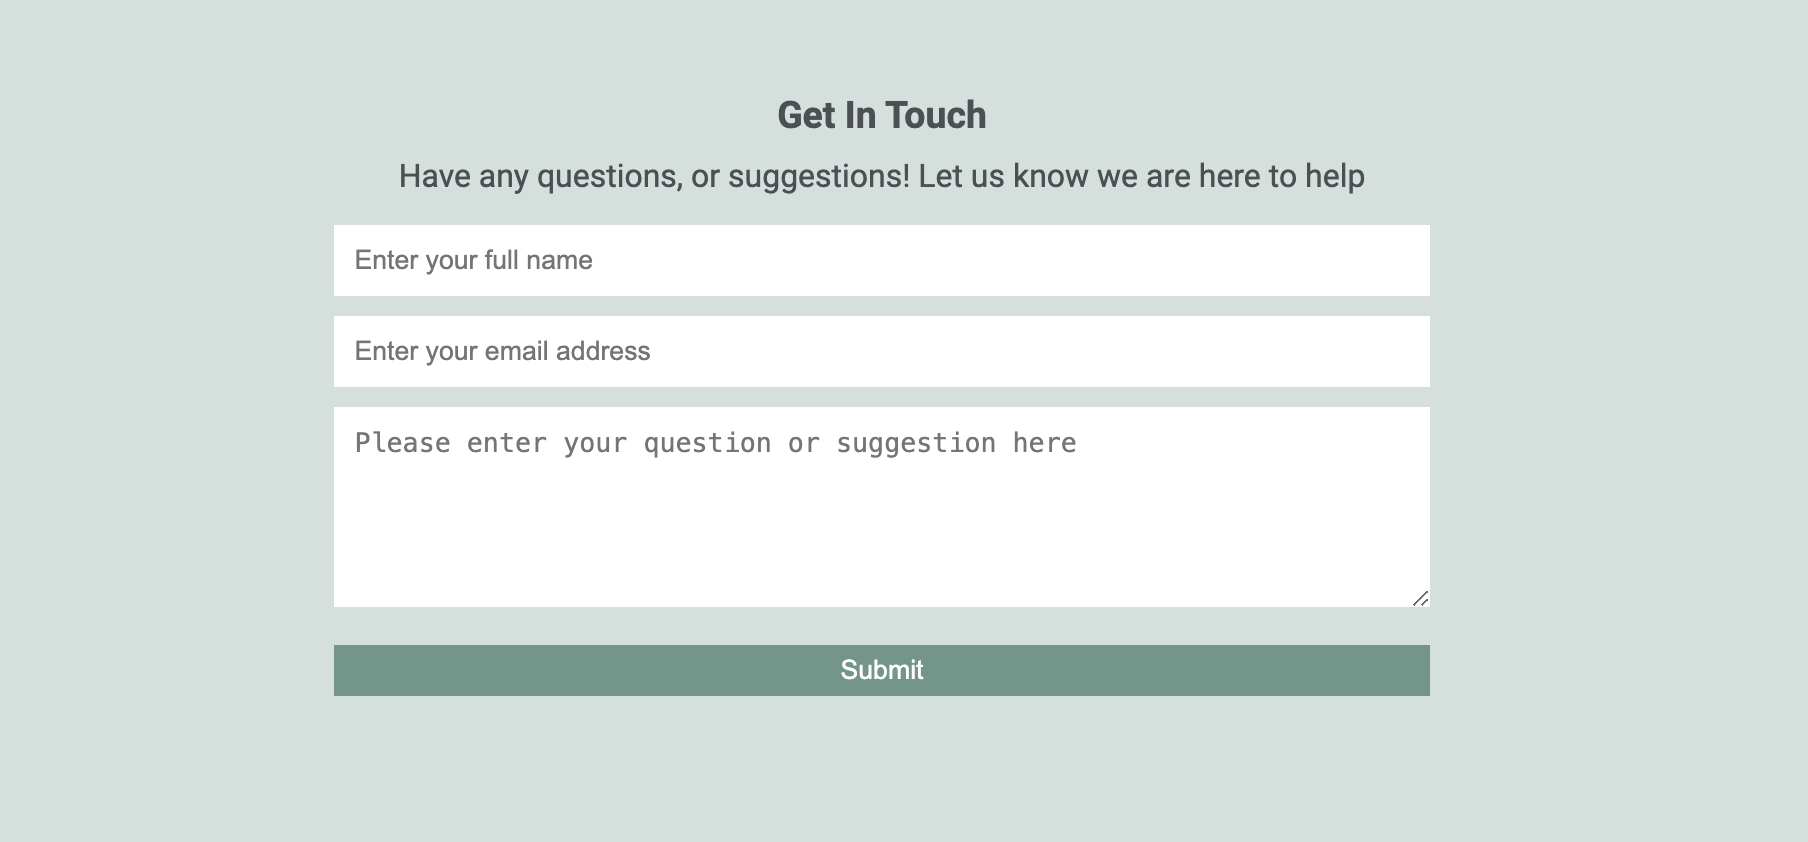 Get In Touch
Have any questions, or suggestions! Let us know we are here to help
Enter your full name
Enter your email address
Please enter your question or suggestion here
Submit